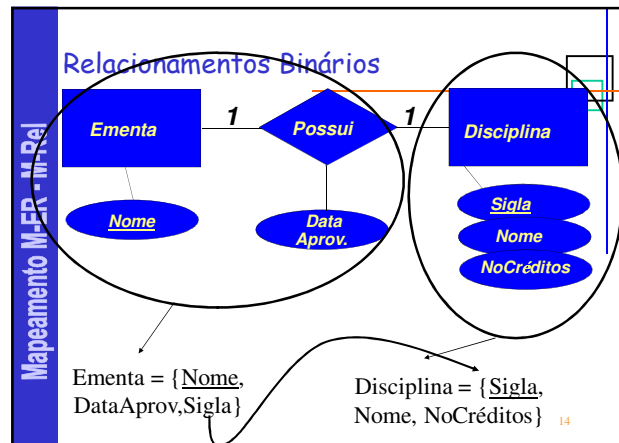 Mapeamento M-ER - M-Rel
Relacionamentos Binários
Ementa
1
Possui
1
Disciplina
Nome
Data
Aprov.
Sigla
Nome
NoCréditos
Ementa = {Nome,
DataAprov,Sigla}
Disciplina = {Sigla,
Nome, NoCréditos}
14